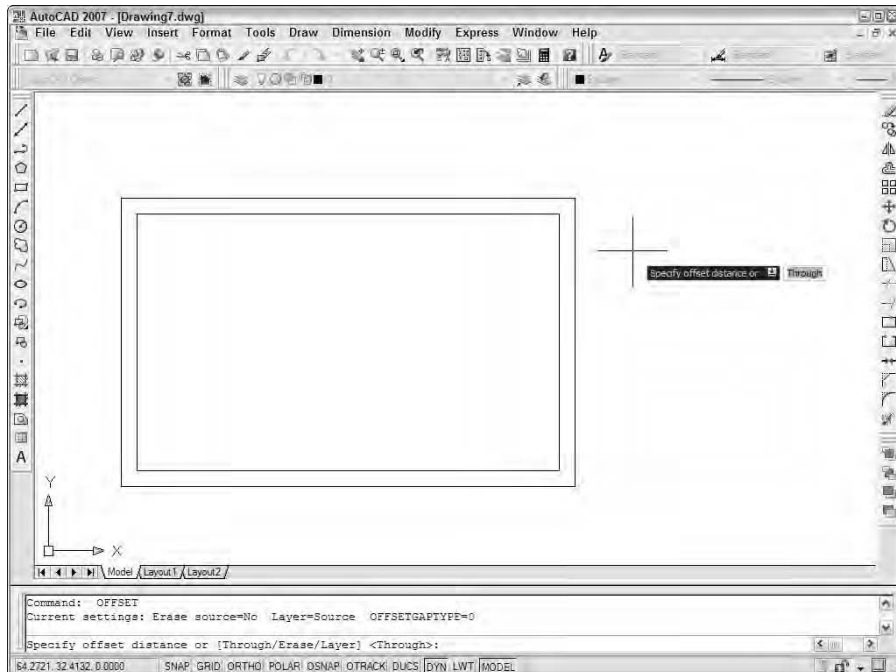 AutoCAD 2007 - [Drawing7.dwg]
File Edit View Insert Format Tools Draw Dimension Modify Express Window Help
A
Specify offset distance or Through
A
Y
X
Model Layout1 Layout2
Command: OFFSET
Current settings: Erase source=No Layer=Source OFFSETGAPTYPE=0
Specify offset distance or [Through/Erase/Layer] <Through>:
64.2721, 32.4132, 0.0000 SNAP GRID ORTHO POLAR OSNAP OTRACK DUCS DYN LWT MODEL